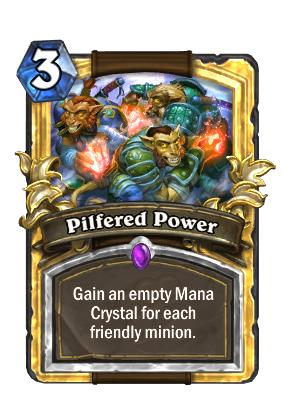 3
Pilfered Power
Gain an empty Mana
Crystal for each
friendly minion.